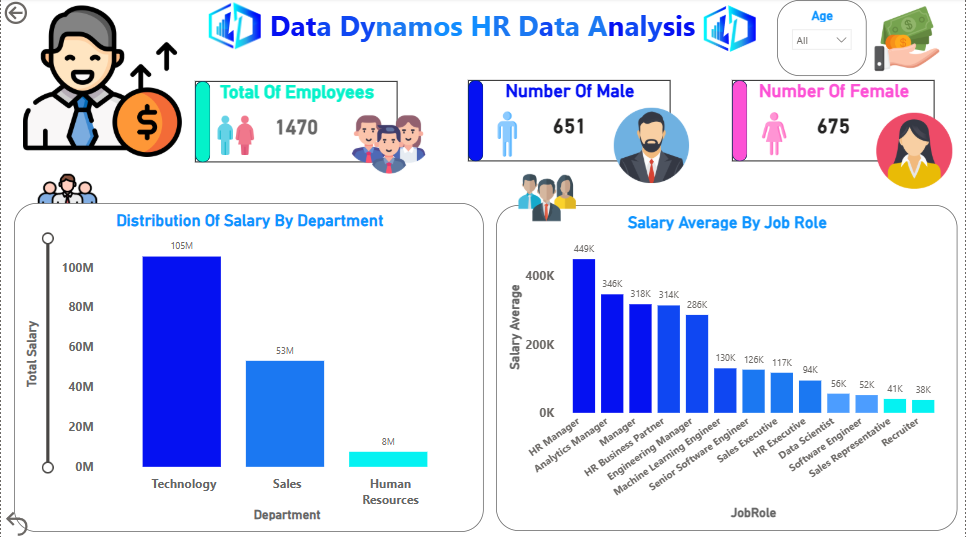 Data Dynamos HR Data Analysis
Age
All
Total Of Employees
1470
Number Of Male
651
Number Of Female
675
Distribution Of Salary By Department
Total Salary
100M
80M
60M
40M
20M
0M
105M
53M
8M
Technology
Sales
Human
Resources
Department
Salary Average By Job Role
Salary Average
400K
200K
0K
449K
346K
318K
314K
286K
130K
126K
117K
94K
56K
52K
41K
38K
HR Manager
Analytics Manager
Manager
HR Business Partner
Engineering Manager
Machine Learning Engineer
Senior Software Engineer
Sales Executive
HR Executive
Data Scientist
Software Engineer
Sales Representative
Recruiter
JobRole